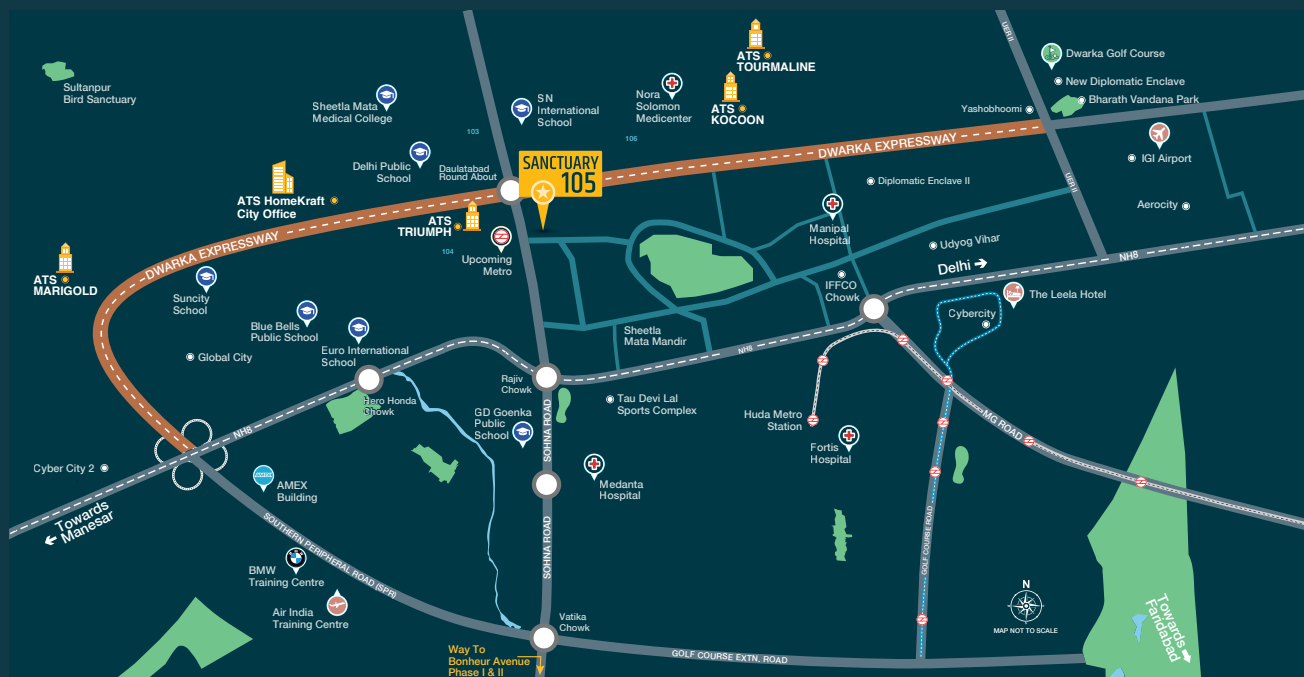 ATS
TOURMALINE
UER II
Dwarka Golf Course
Sultanpur
Bird Sanctuary
Sheetla Mata
Medical College
SN
International
School
Nora
Solomon
Medicenter
ATS
KOCOON
New Diplomatic Enclave
Bharath Vandana Park
Yashobhoomi
103
106
DWARKA EXPRESSWAY
IGI Airport
Delhi Public
School
Daulatabad
Round About
SANCTUARY
105
Diplomatic Enclave II
UER II
ATS HomeKraft
City Office
ATS
TRIUMPH
Aerocity
Manipal
Hospital
104
Upcoming
Metro
DWARKA EXPRESSWAY
Udyog Vihar
Delhi
NH8
ATS
MARIGOLD
Suncity
School
IFFCO
Chowk
The Leela Hotel
Cybercity
Blue Bells
Public School
Euro International
School
Sheetla
Mata Mandir
NH8
Global City
Rajiv
Chowk
Hero Honda
Chowk
Tau Devi Lal
Sports Complex
GD Goenka
Public
School
SOHNA ROAD
Huda Metro
Station
MG ROAD
Fortis
Hospital
NH8
Cyber City 2
AMEX
AMEX
Building
Medanta
Hospital
Towards
Manesar
SOUTHERN PERIPHERAL ROAD (SPR)
SOHNA ROAD
GOLF COURSE ROAD
BMW
Training Centre
Air India
Training Centre
N
MAP NOT TO SCALE
Towards
Faridabad
Vatika
Chowk
Way To
Bonheur Avenue
Phase I & II
GOLF COURSE EXTN. ROAD